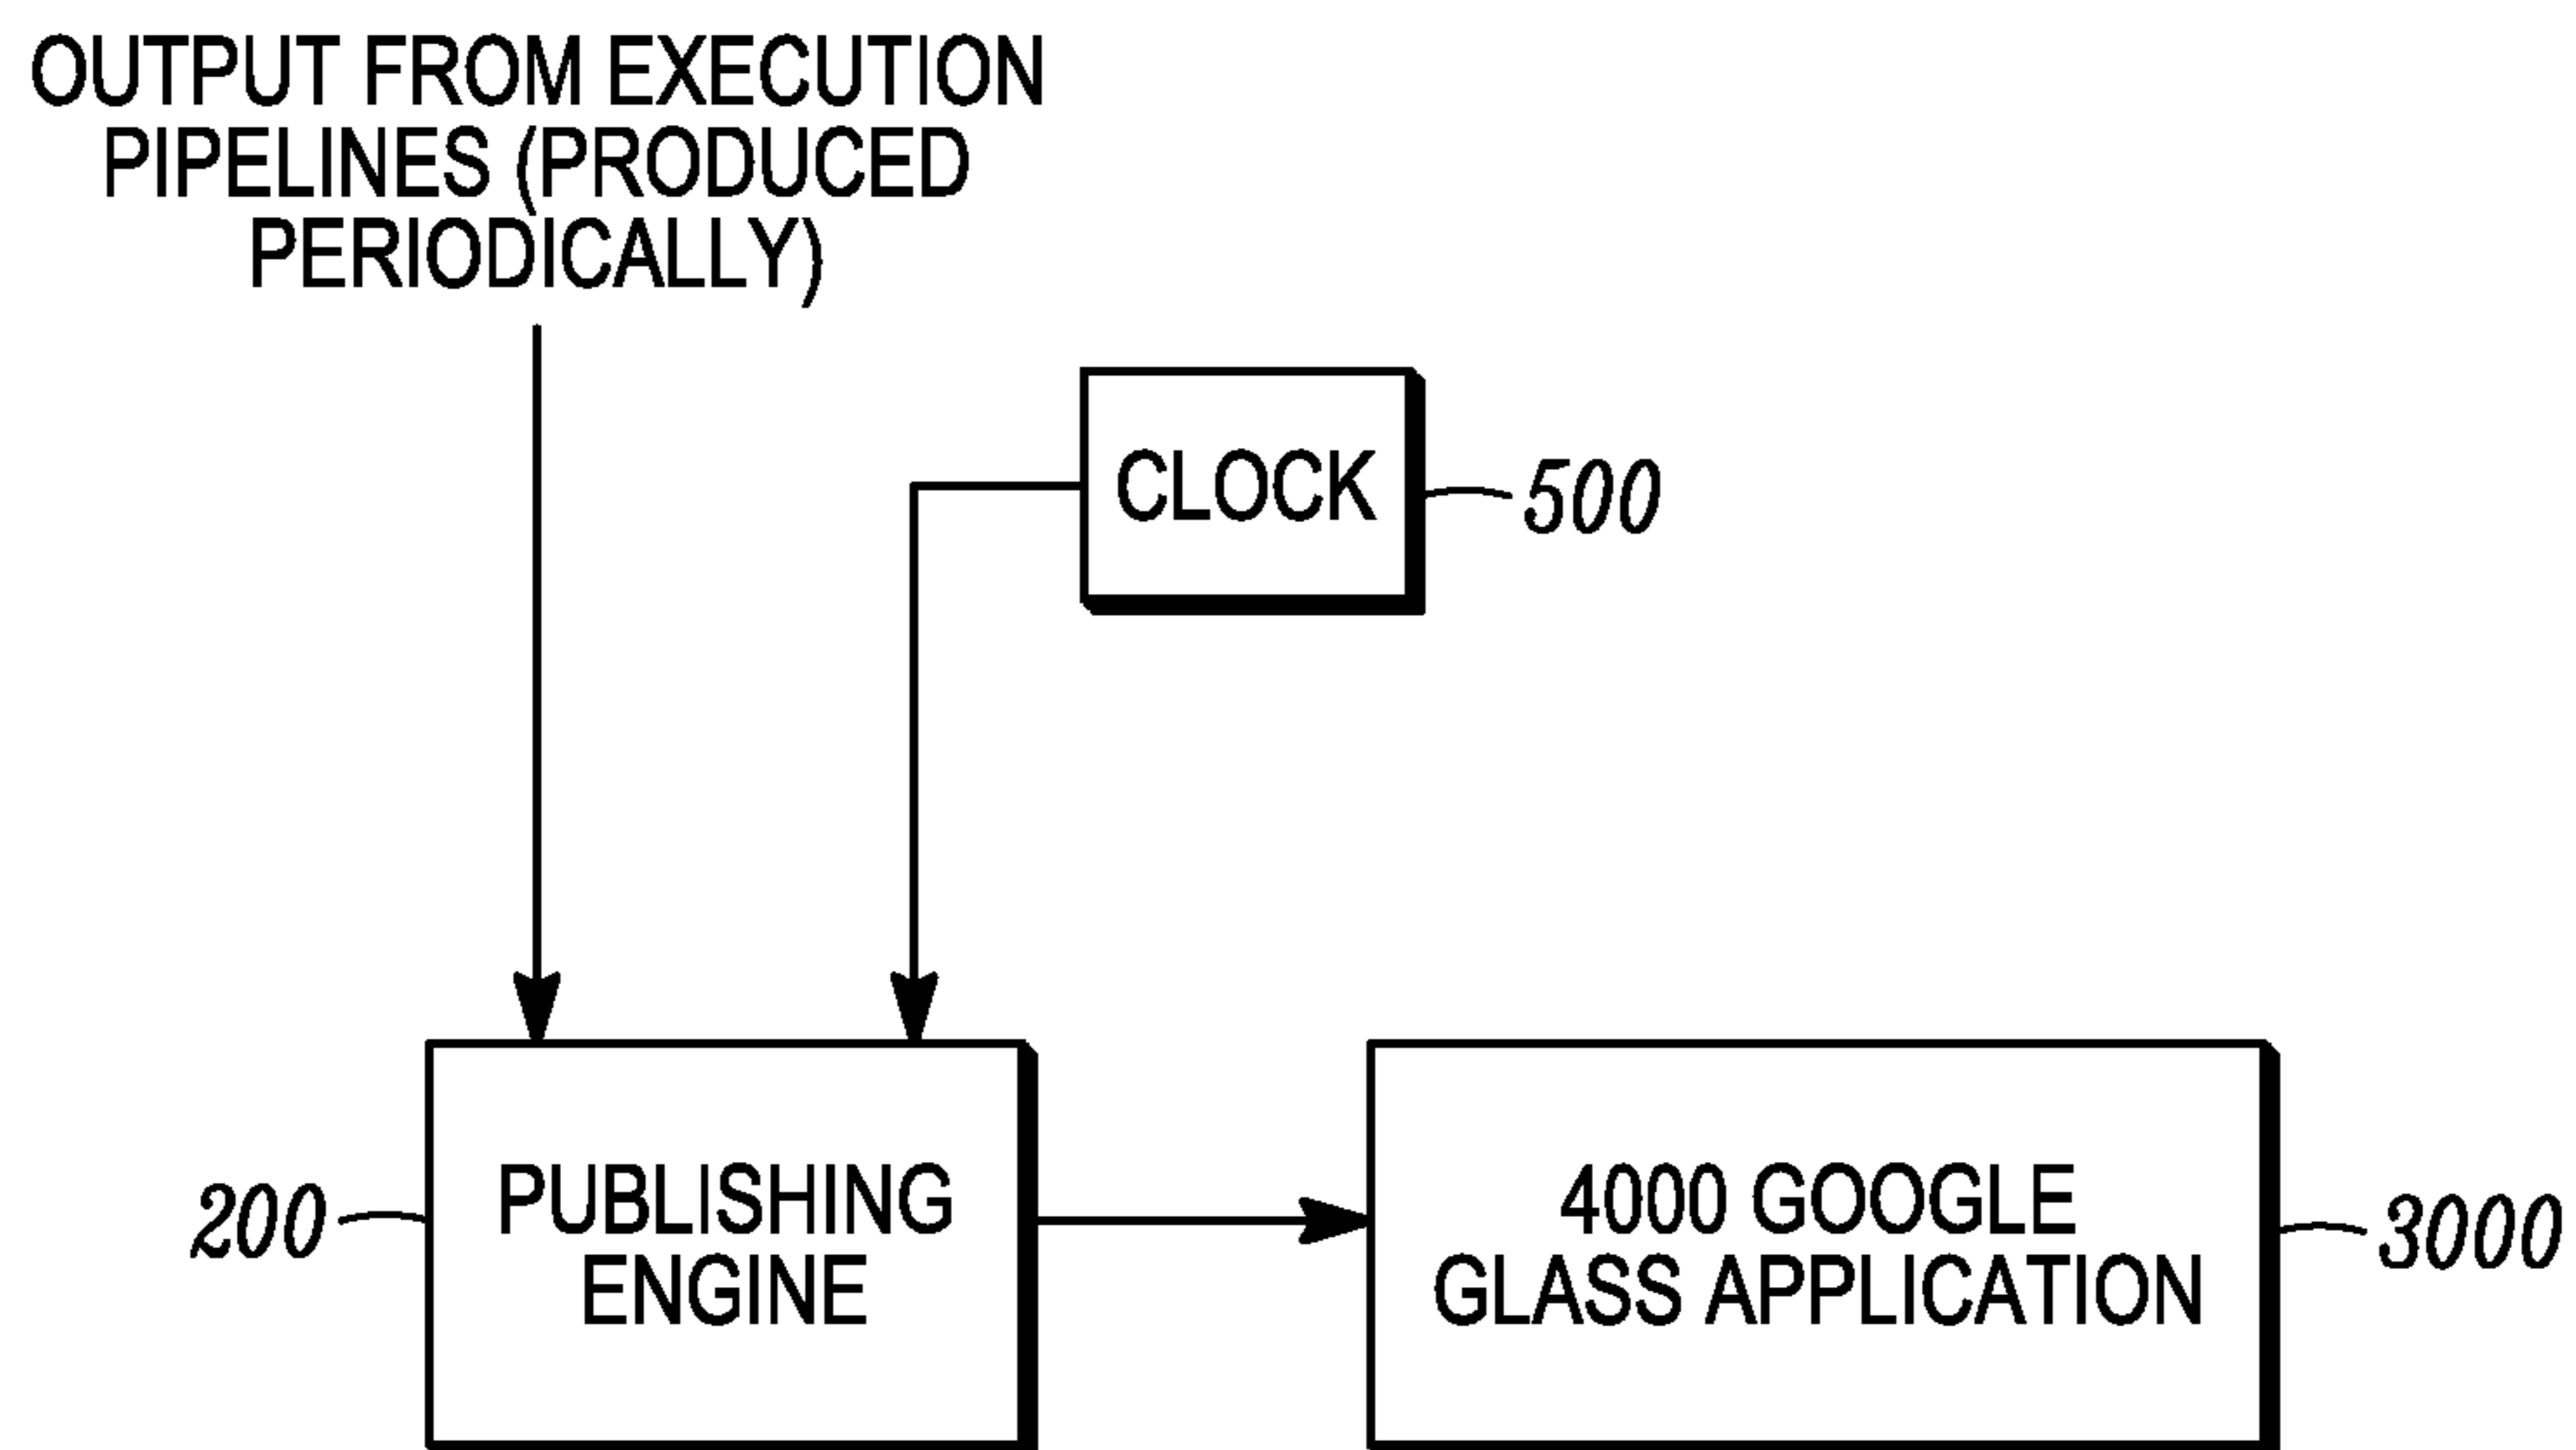 OUTPUT FROM EXECUTION
PIPELINES (PRODUCED
PERIODICALLY)
CLOCK
500
200
PUBLISHING
ENGINE
4000 GOOGLE
GLASS APPLICATION
3000